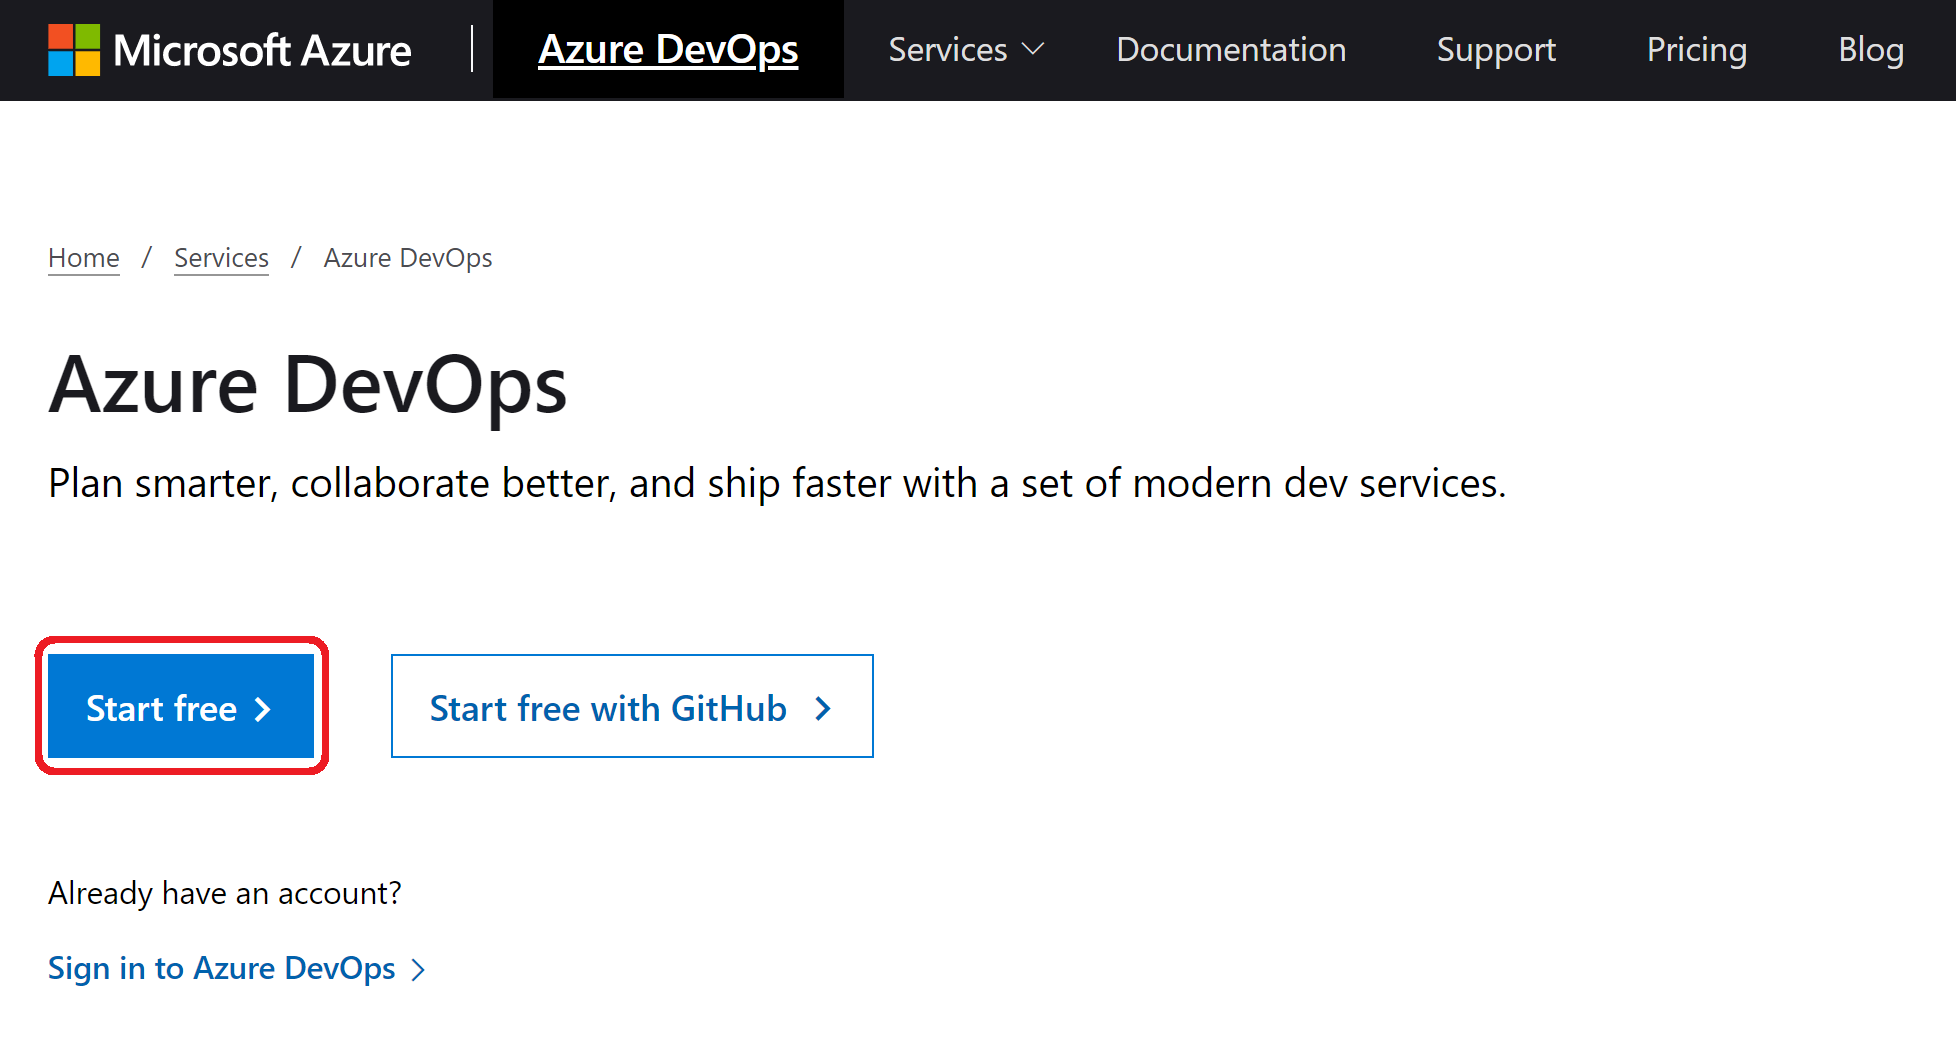 Microsoft Azure
Azure DevOps
Services
Documentation
Support
Pricing
Blog
Home / Services / Azure DevOps
Azure DevOps
Plan smarter, collaborate better, and ship faster with a set of modern dev services.
Start free
Start free with GitHub
Already have an account?
Sign in to Azure DevOps